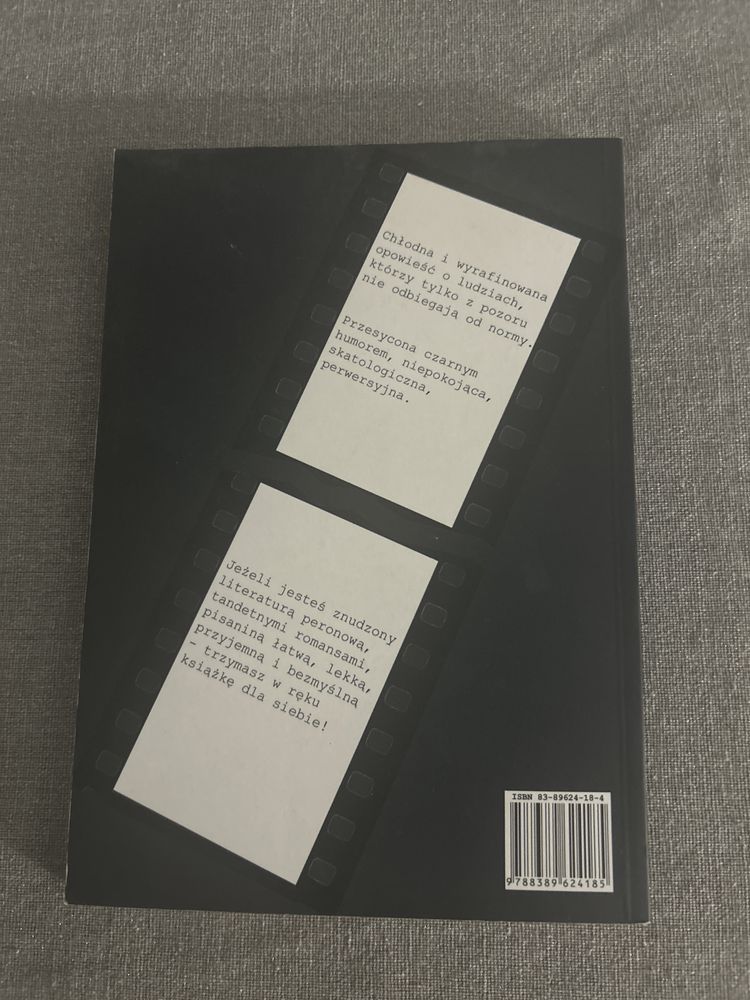 Chłodna i wyrafinowana
opowieść o ludziach,
którzy tylko z pozoru
nie odbiegają od normy.
Przesycona czarnym
humorem, niepokojąca,
skatologiczna,
perwersyjna.
Jeżeli jesteś znudzony
literaturą peronową,
tandetnymi romansami,
pisaniną łatwą, lekką,
przyjemną i bezmyślną
- trzymasz w ręku
książkę dla siebie!
ISBN 83-89624-18-4
9788389624185